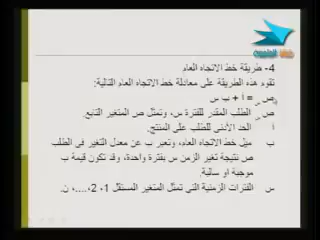 4- طريقة خط الاتجاه العام
تقوم هذه الطريقة على معادلة خط الاتجاه العام التالية:
ص س = أ + ب س
ص س الطلب المقدر للفترة س، وتمثل ص المتغير التابع.
أ الحد الأدنى للطلب على المنتج.
ب ميل خط الاتجاه العام، وتعبر ب عن معدل التغير في الطلب
ص نتيجة تغير الزمن س بفترة واحدة، وقد تكون قيمة ب
موجبة او سالبة.
س الفترات الزمنية التي تمثل المتغير المستقل 1، 2،....، ن.